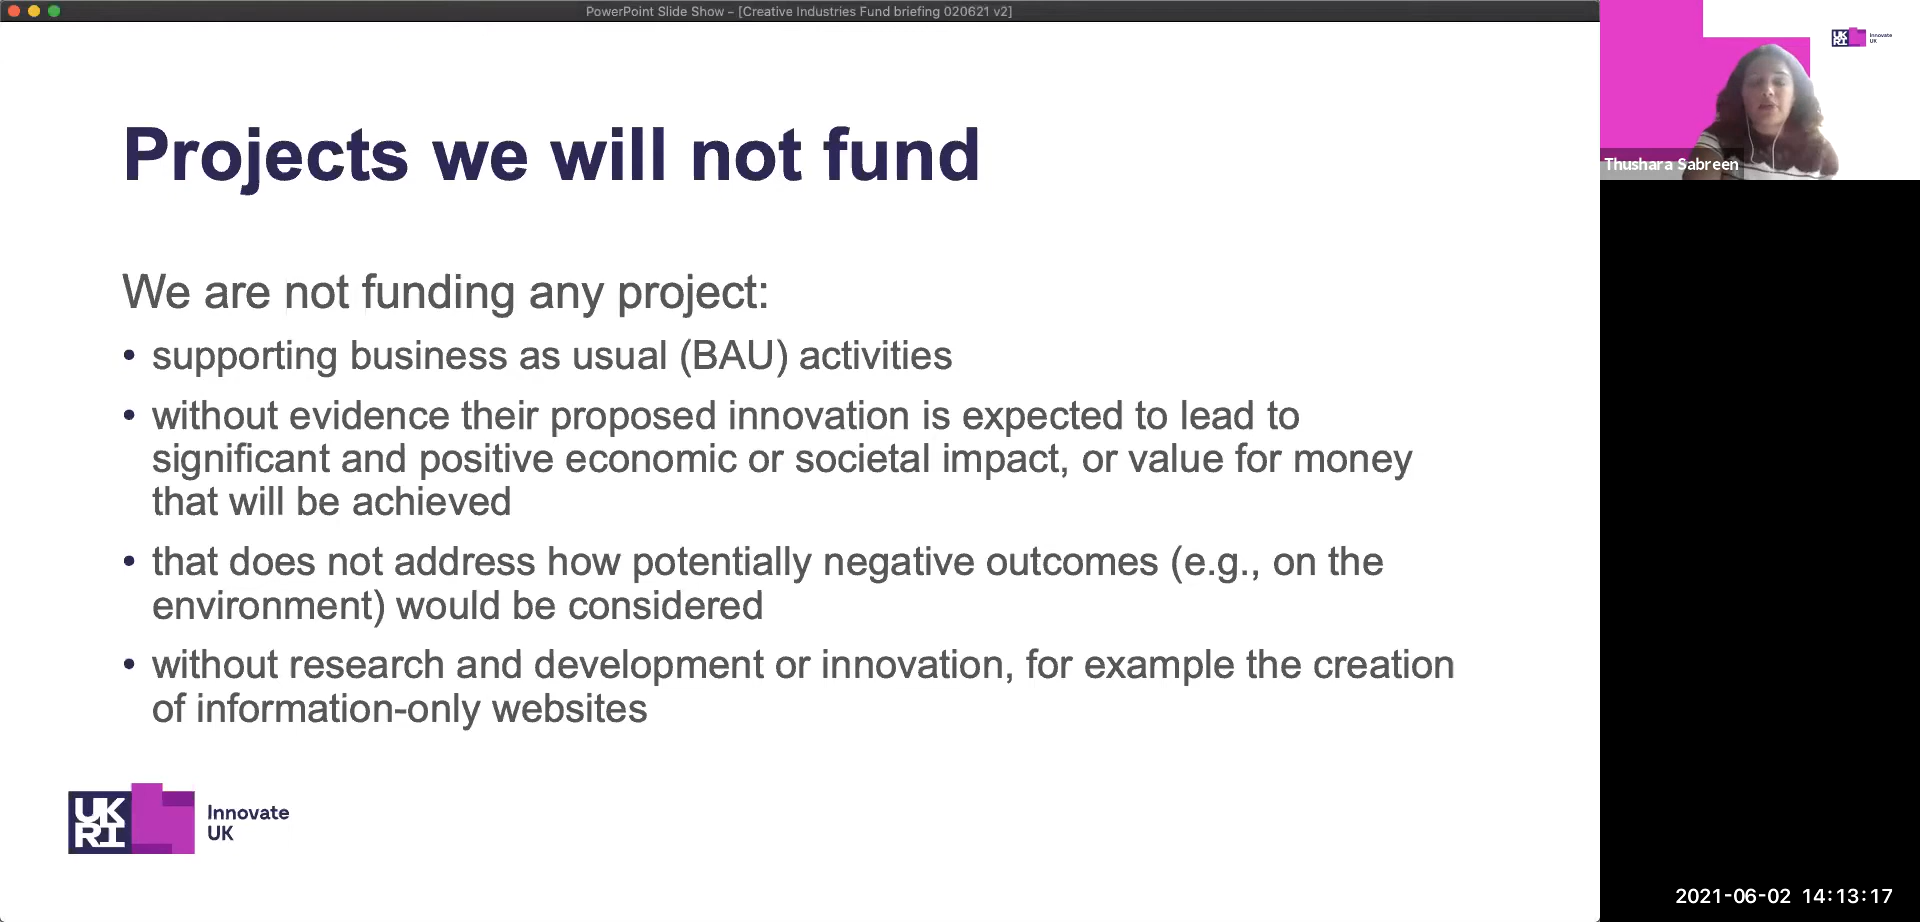 PowerPoint Slide Show – [Creative Industries Fund briefing 020621 v2]
Projects we will not fund
We are not funding any project:
• supporting business as usual (BAU) activities
• without evidence their proposed innovation is expected to lead to
significant and positive economic or societal impact, or value for money
that will be achieved
• that does not address how potentially negative outcomes (e.g., on the
environment) would be considered
• without research and development or innovation, for example the creation
of information-only websites
UK
RI
Innovate
UK
UK
RI
Innovate
UK
Thushara Sabreen
2021-06-02 14:13:17